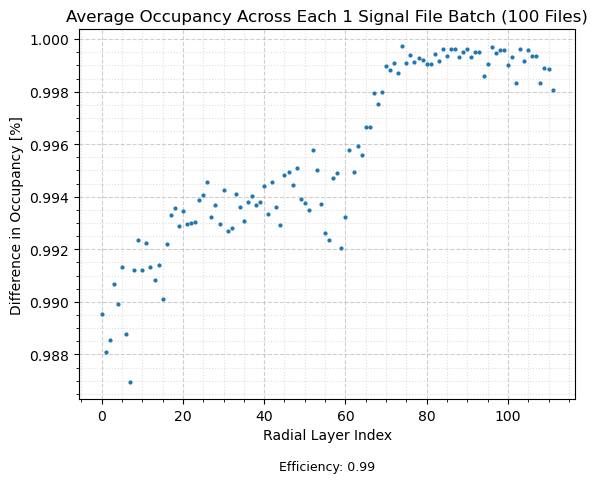 Average Occupancy Across Each 1 Signal File Batch (100 Files)
Difference in Occupancy [%]
1.000
0.998
0.996
0.994
0.992
0.990
0.988
0 20 40 60 80 100
Radial Layer Index
Efficiency: 0.99